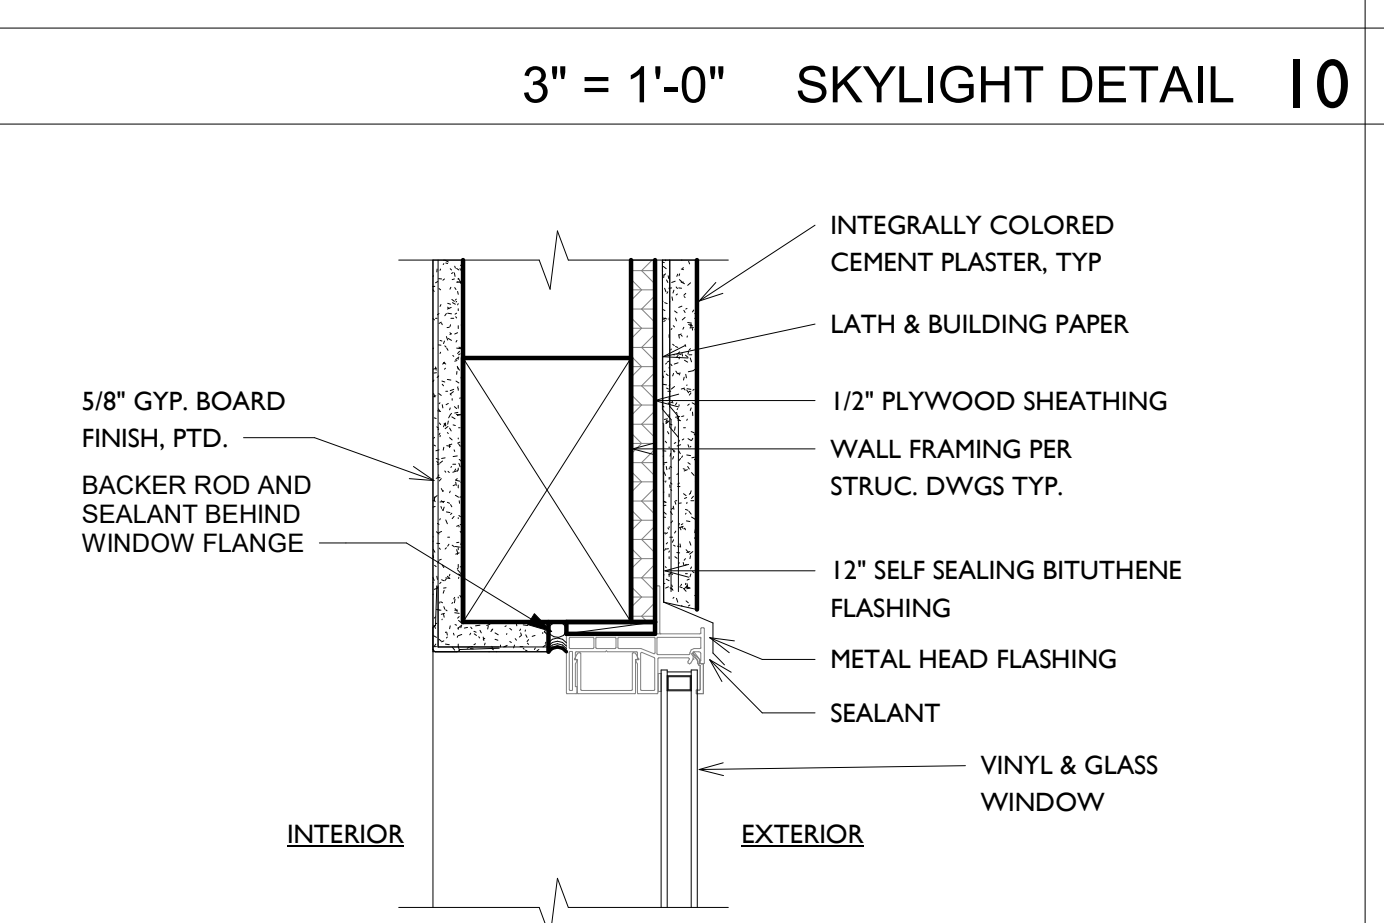 3" = 1'-0" SKYLIGHT DETAIL 10
INTEGRALLY COLORED
CEMENT PLASTER, TYP
LATH & BUILDING PAPER
5/8" GYP. BOARD
FINISH, PTD.
BACKER ROD AND
SEALANT BEHIND
WINDOW FLANGE
1/2" PLYWOOD SHEATHING
WALL FRAMING PER
STRUC. DWGS TYP.
12" SELF SEALING BITUTHENE
FLASHING
METAL HEAD FLASHING
SEALANT
VINYL & GLASS
WINDOW
INTERIOR
EXTERIOR